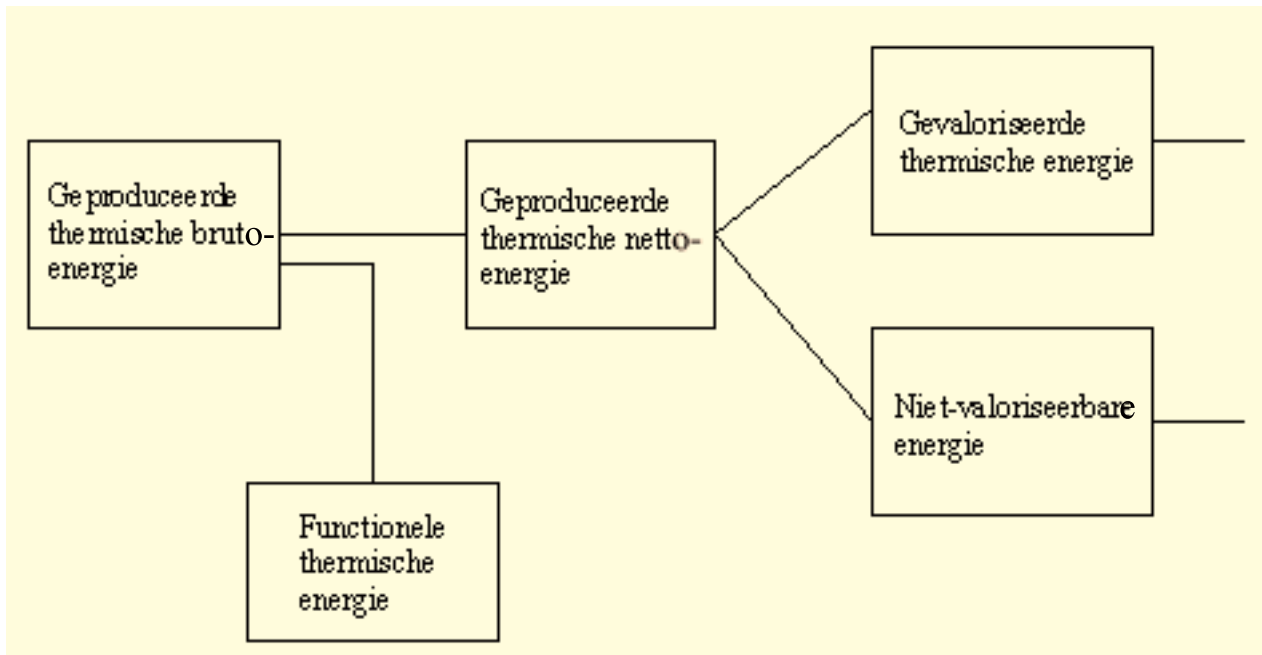 Geproduceerde
thermische bruto-
energie
Geproduceerde
thermische netto-
energie
Gevaloriseerde
thermische energie
Niet-valoriseerbare
energie
Functionele
thermische
energie